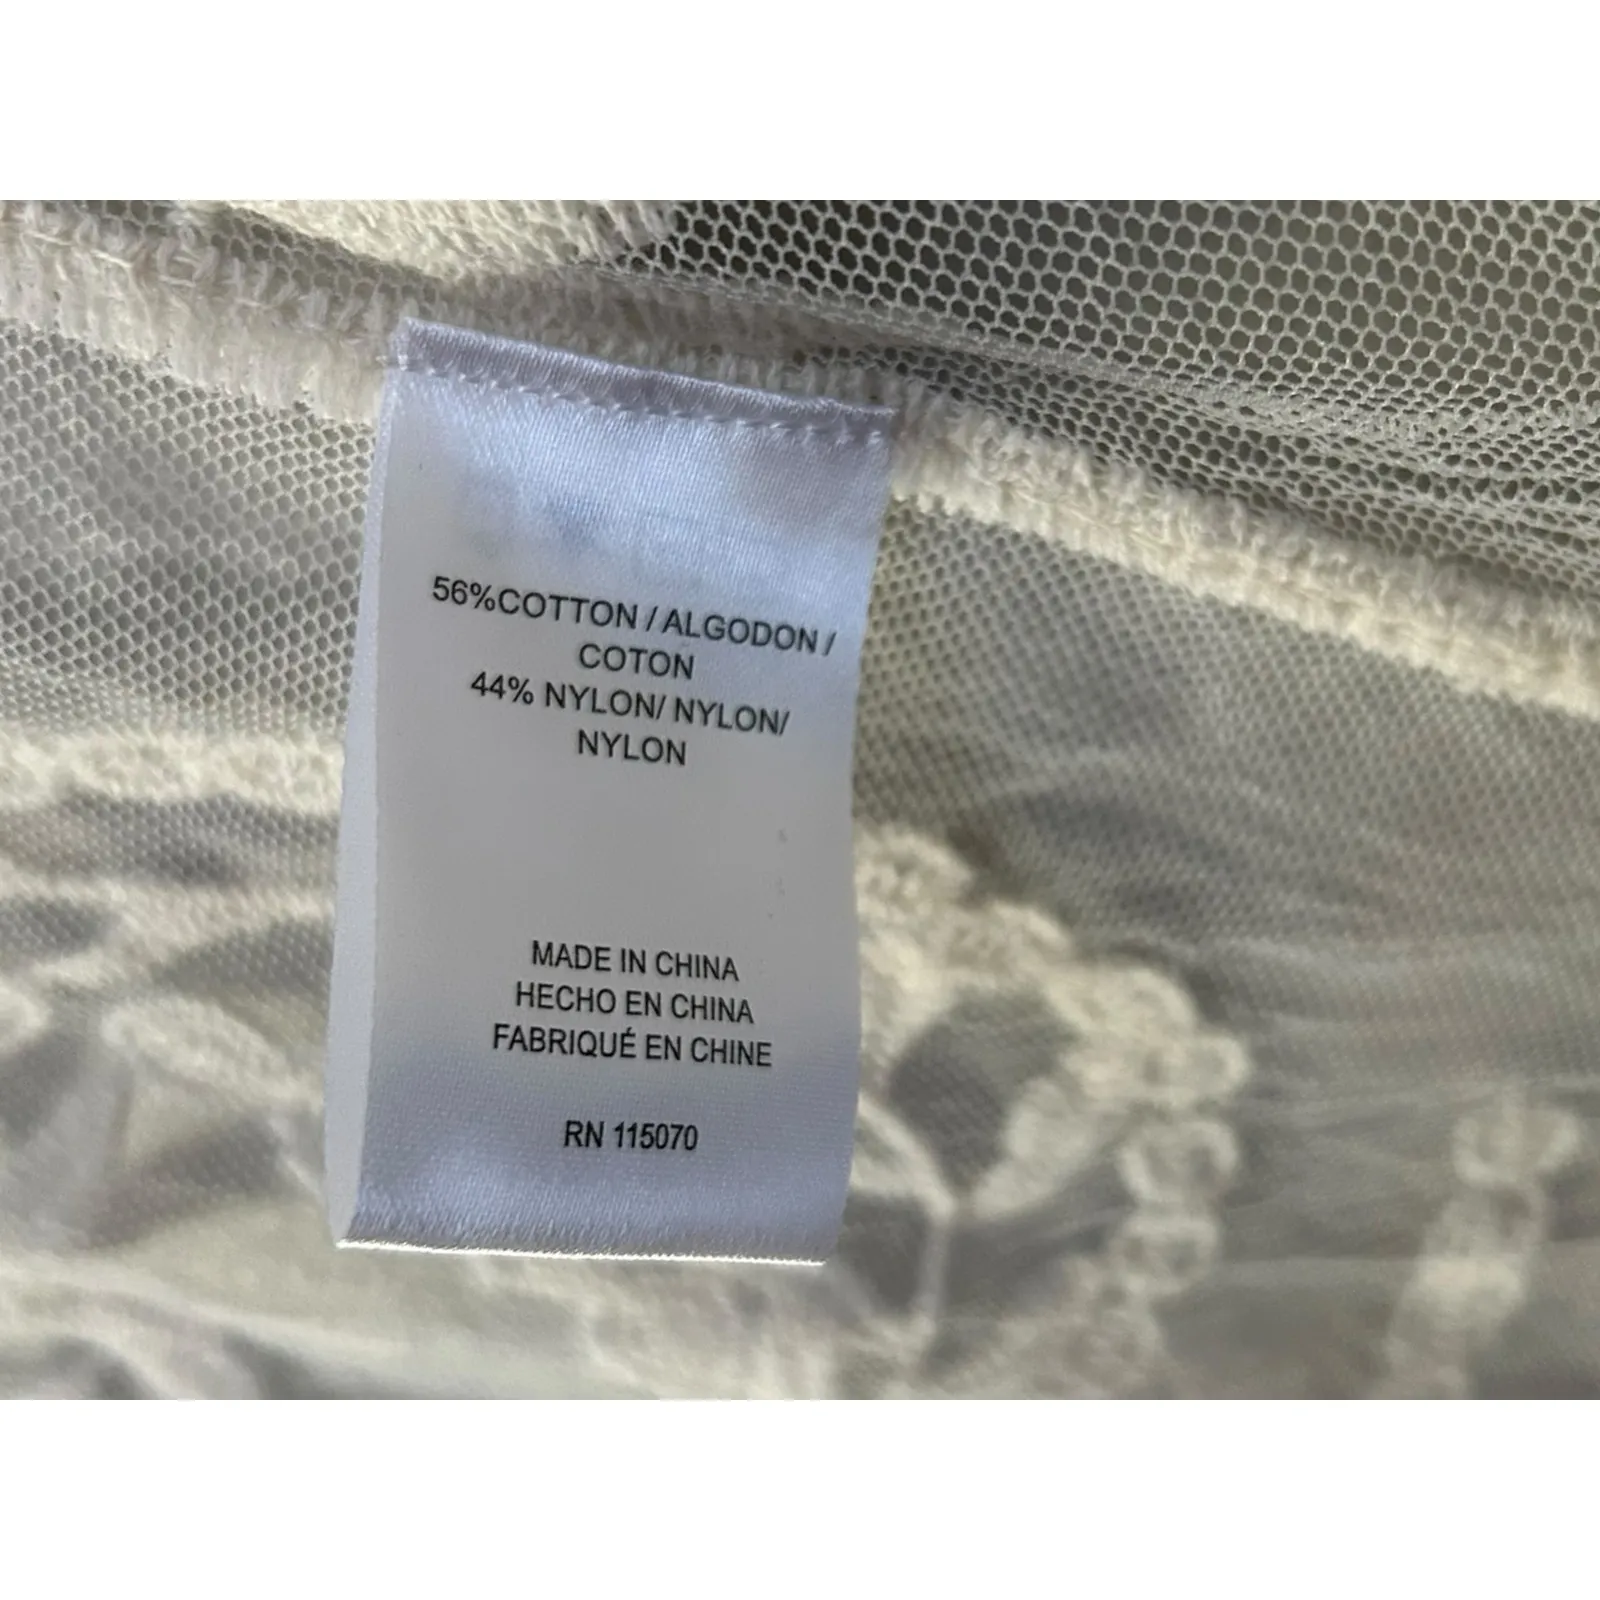 56%COTTON / ALGODON /
COTON
44% NYLON/ NYLON/
NYLON
MADE IN CHINA
HECHO EN CHINA
FABRIQUÉ EN CHINE
RN 115070